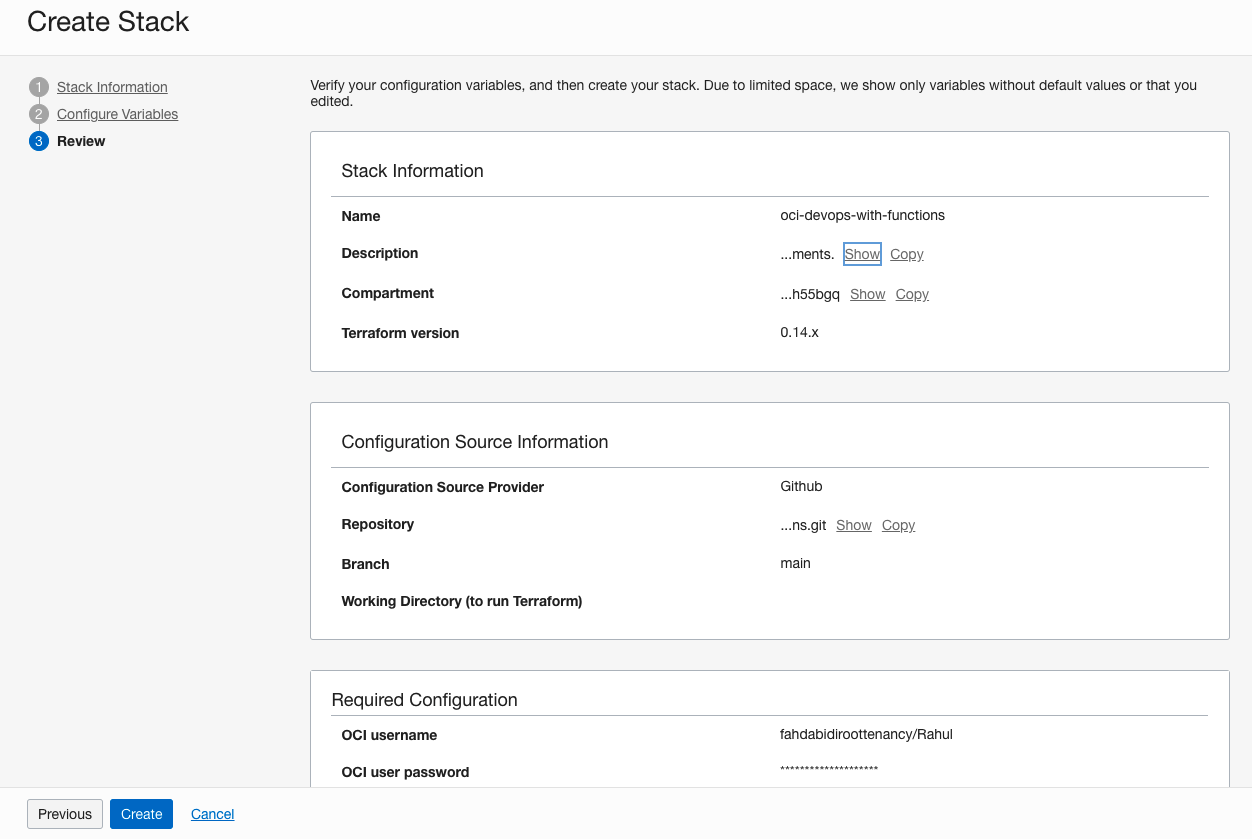 Create Stack
1 Stack Information
2 Configure Variables
3 Review
Verify your configuration variables, and then create your stack. Due to limited space, we show only variables without default values or that you
edited.
Stack Information
Name oci-devops-with-functions
Description ...ments. Show Copy
Compartment ...h55bgq Show Copy
Terraform version 0.14.x
Configuration Source Information
Configuration Source Provider Github
Repository ...ns.git Show Copy
Branch main
Working Directory (to run Terraform)
Required Configuration
OCI username fahdabidiroottenancy/Rahul
OCI user password ********************
Previous Create Cancel